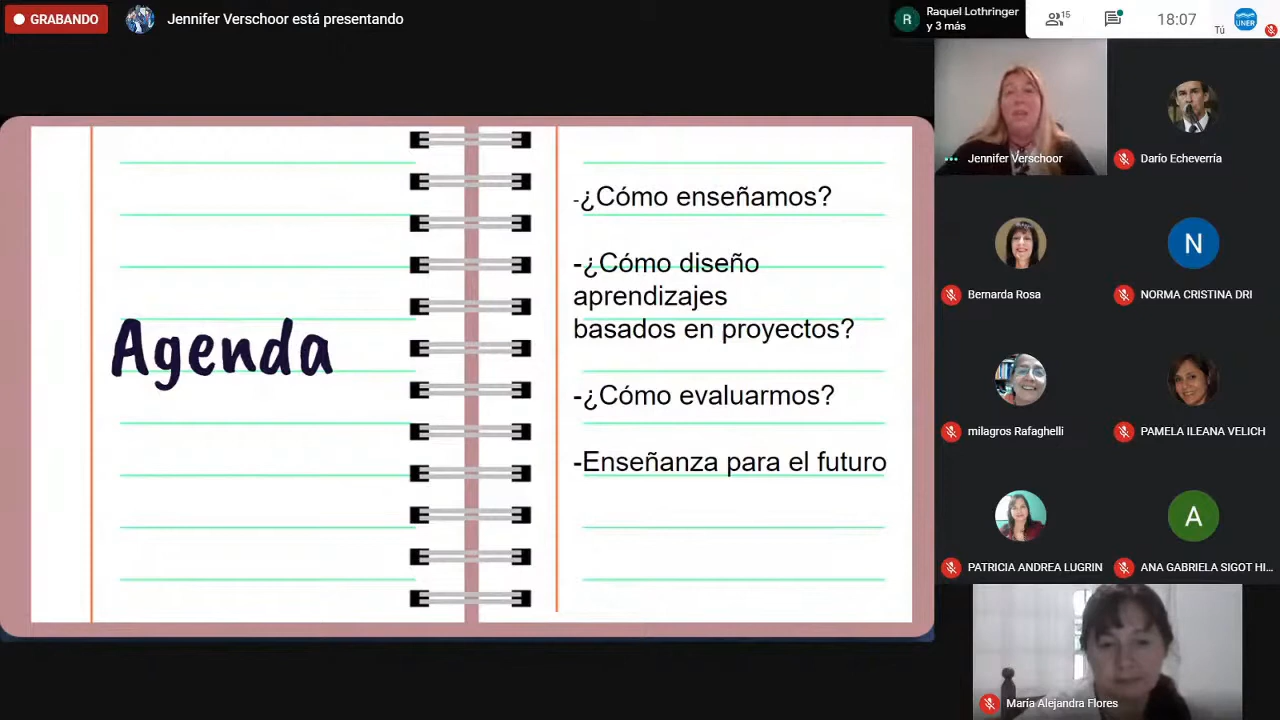 GRABANDO
Jennifer Verschoor está presentando
R
Raquel Lothringer
y 3 más
15
18:07
Tú
UNER
Agenda
-¿Cómo enseñamos?
-¿Cómo diseño
aprendizajes
basados en proyectos?
-¿Cómo evaluarmos?
-Enseñanza para el futuro
Jennifer Verschoor
Darío Echeverría
N
Bernarda Rosa
NORMA CRISTINA DRI
milagros Rafaghelli
PAMELA ILEANA VELICH
A
PATRICIA ANDREA LUGRIN
ANA GABRIELA SIGOT HI...
María Alejandra Flores